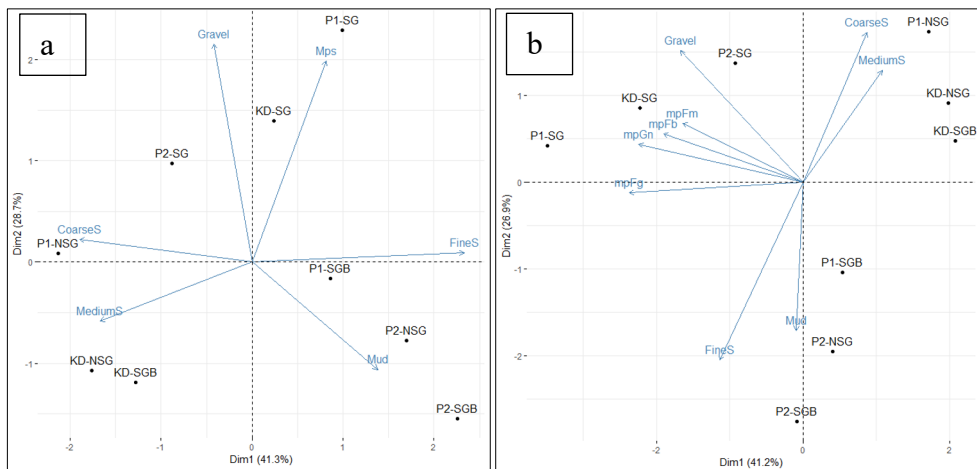 a
P1-SG
Gravel
Mps
2
KD-SG
P2-SG
1
CoarseS
P1-NSG
FineS
0
P1-SGB
MediumS
P2-NSG
Mud
KD-NSG
KD-SGB
-1
P2-SGB
-2
-1
0
1
2
Dim1 (41.3%)
Dim2 (28.7%)
b
CoarseS
P1-NSG
Gravel
P2-SG
MediumS
KD-NSG
KD-SG
1
mpFm
mpFb
KD-SGB
P1-SG
mpGn
mpFg
0
P1-SGB
-1
Mud
FineS
P2-NSG
-2
P2-SGB
-2
0
2
Dim1 (41.2%)
Dim2 (26.9%)